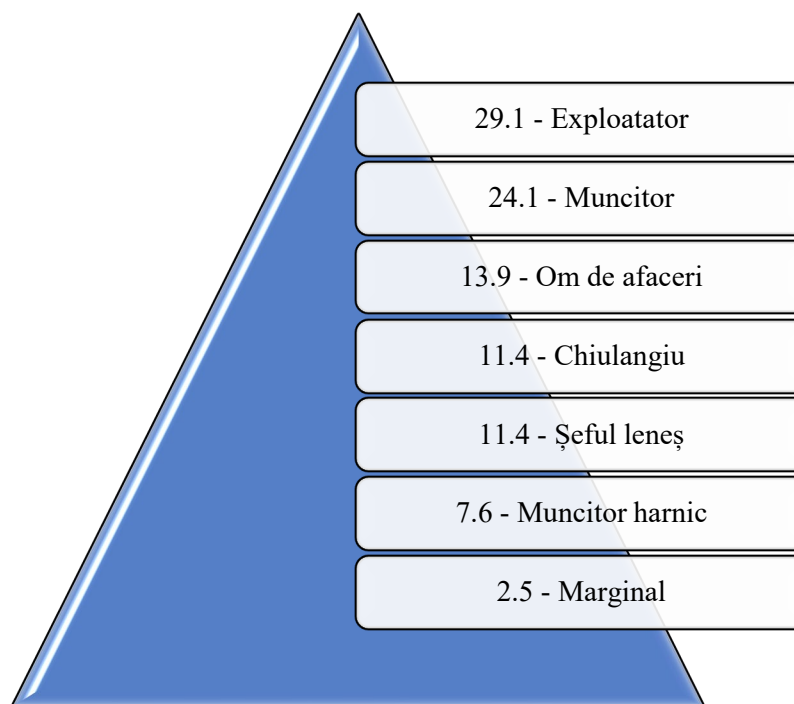 29.1 - Exploatator
24.1 - Muncitor
13.9 - Om de afaceri
11.4 - Chiulangiu
11.4 - Șeful leneș
7.6 - Muncitor harnic
2.5 - Marginal